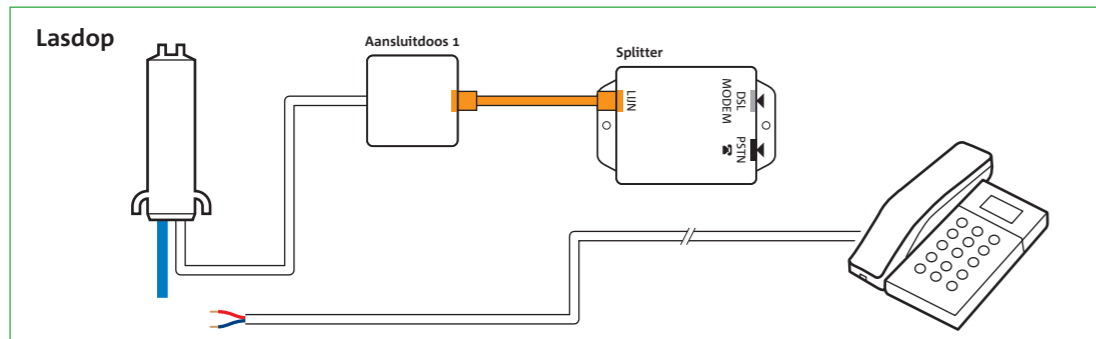 Lasdop
Aansluitdoos 1
Splitter
LIJN
DSL
MODEM
PSTN